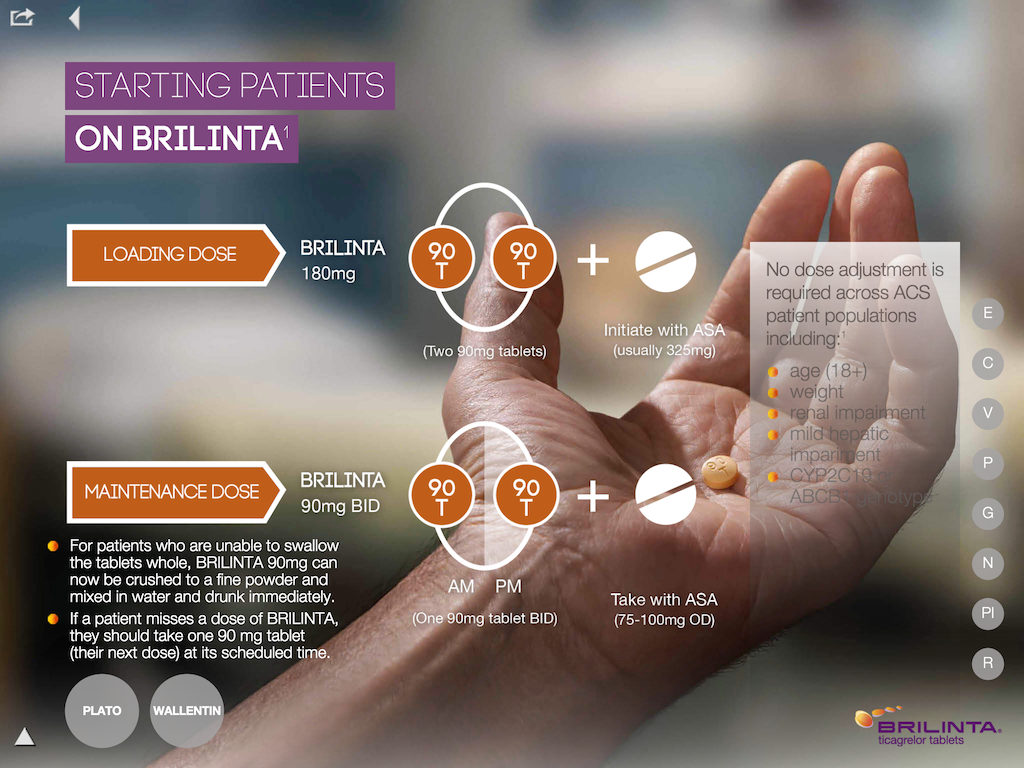 STARTING PATIENTS
ON BRILINTA¹
LOADING DOSE
BRILINTA
180mg
90
T
90
T
+
(Two 90mg tablets)
Initiate with ASA
(usually 325mg)
No dose adjustment is
required across ACS
patient populations
including:¹
age (18+)
weight
renal impairment
mild hepatic
impariment
CYP2C19
ABCB genotype
MAINTENANCE DOSE
BRILINTA
90mg BID
90
T
90
T
+
AM PM
(One 90mg tablet BID)
Take with ASA
(75-100mg OD)
For patients who are unable to swallow
the tablets whole, BRILINTA 90mg can
now be crushed to a fine powder and
mixed in water and drunk immediately.
If a patient misses a dose of BRILINTA,
they should take one 90 mg tablet
(their next dose) at its scheduled time.
PLATO
WALLENTIN
E
C
V
P
G
N
PI
R
BRILINTA®
ticagrelor tablets